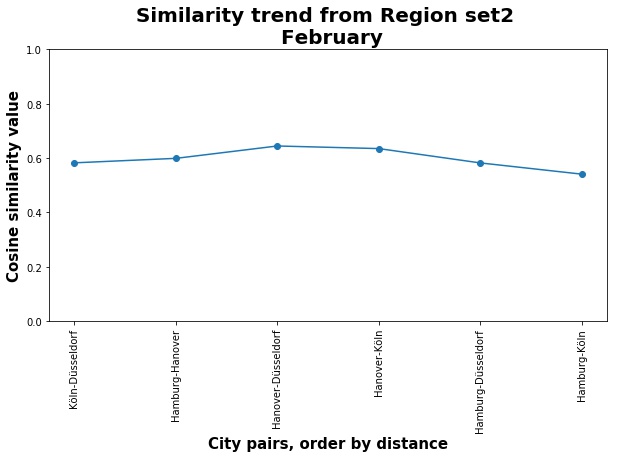 Similarity trend from Region set2
February
Cosine similarity value
1.0
0.8
0.6
0.4
0.2
0.0
Köln-Düsseldorf
Hamburg-Hanover
Hanover-Düsseldorf
Hanover-Köln
Hamburg-Düsseldorf
Hamburg-Köln
City pairs, order by distance